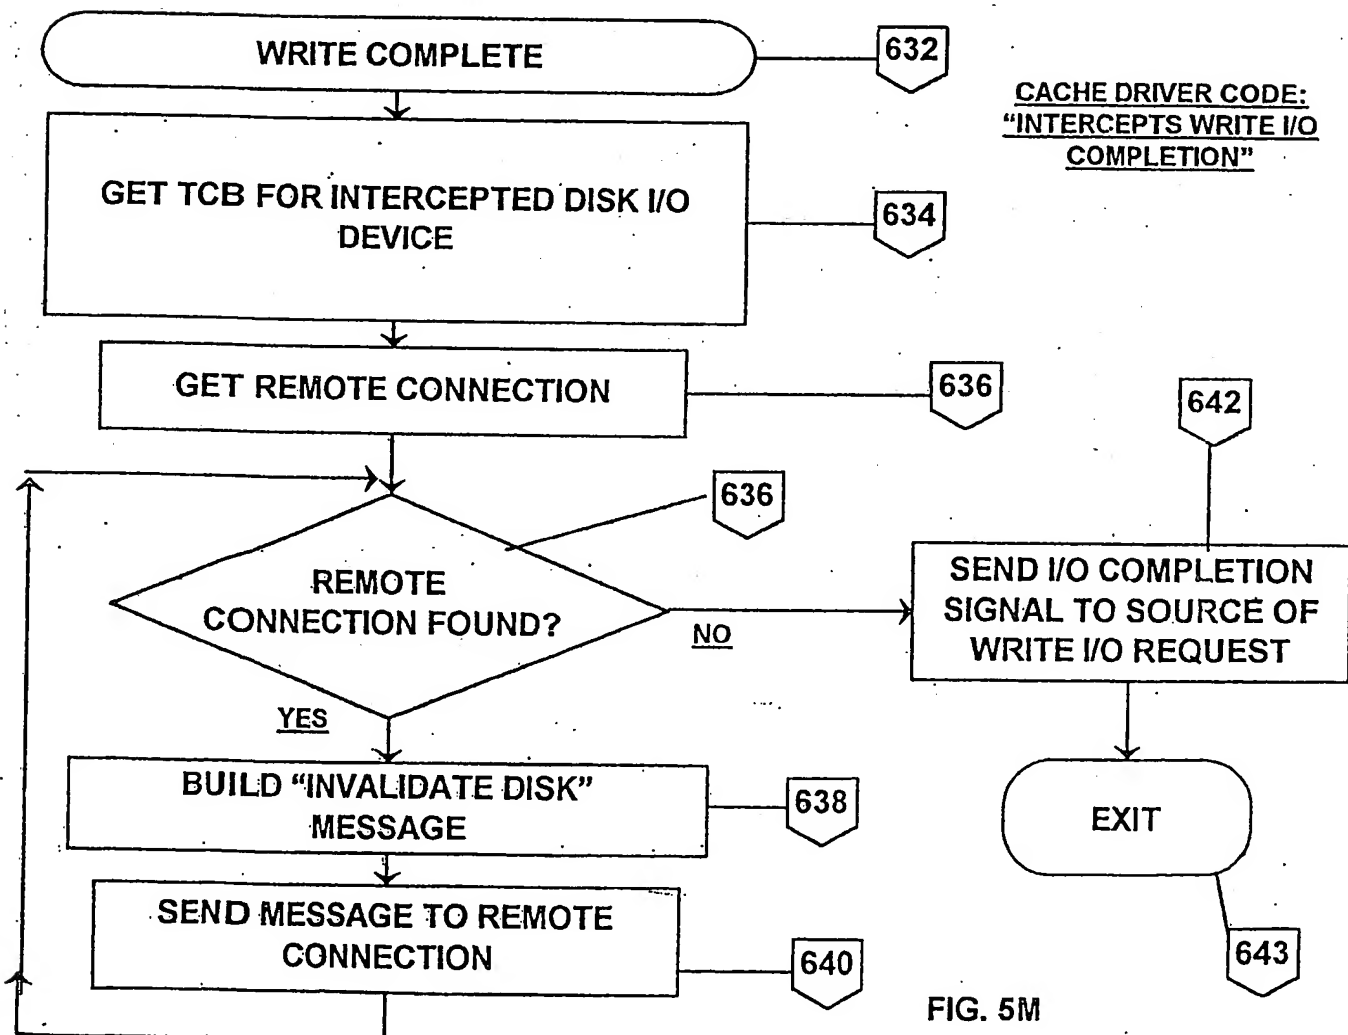 WRITE COMPLETE
632
CACHE DRIVER CODE:
“INTERCEPTS WRITE I/O
COMPLETION”
GET TCB FOR INTERCEPTED DISK I/O
DEVICE
634
GET REMOTE CONNECTION
636
642
636
REMOTE
CONNECTION FOUND?
NO
SEND I/O COMPLETION
SIGNAL TO SOURCE OF
WRITE I/O REQUEST
YES
BUILD “INVALIDATE DISK”
MESSAGE
638
EXIT
SEND MESSAGE TO REMOTE
CONNECTION
640
643
FIG. 5M